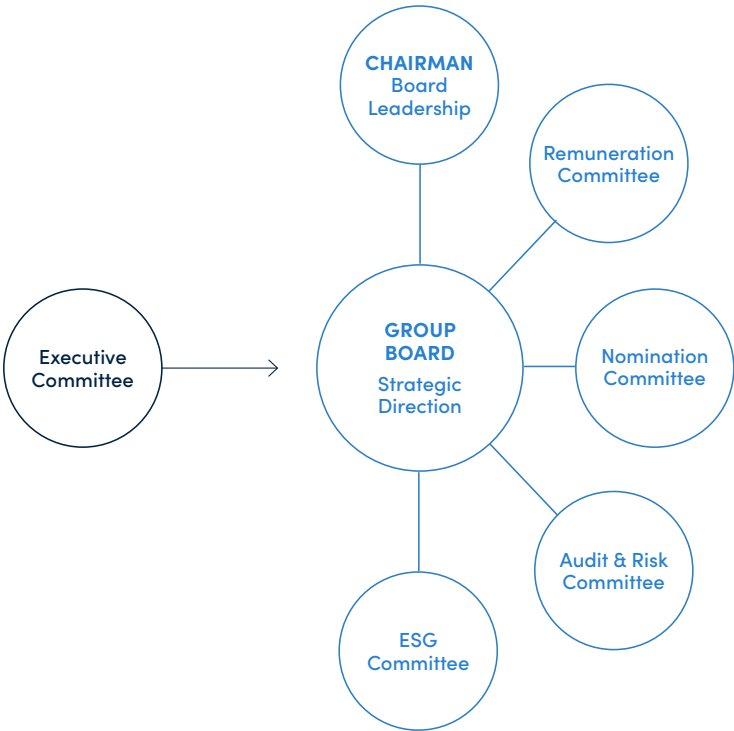 CHAIRMAN
Board
Leadership
Remuneration
Committee
GROUP
BOARD
Strategic
Direction
Executive
Committee
Nomination
Committee
Audit & Risk
Committee
ESG
Committee